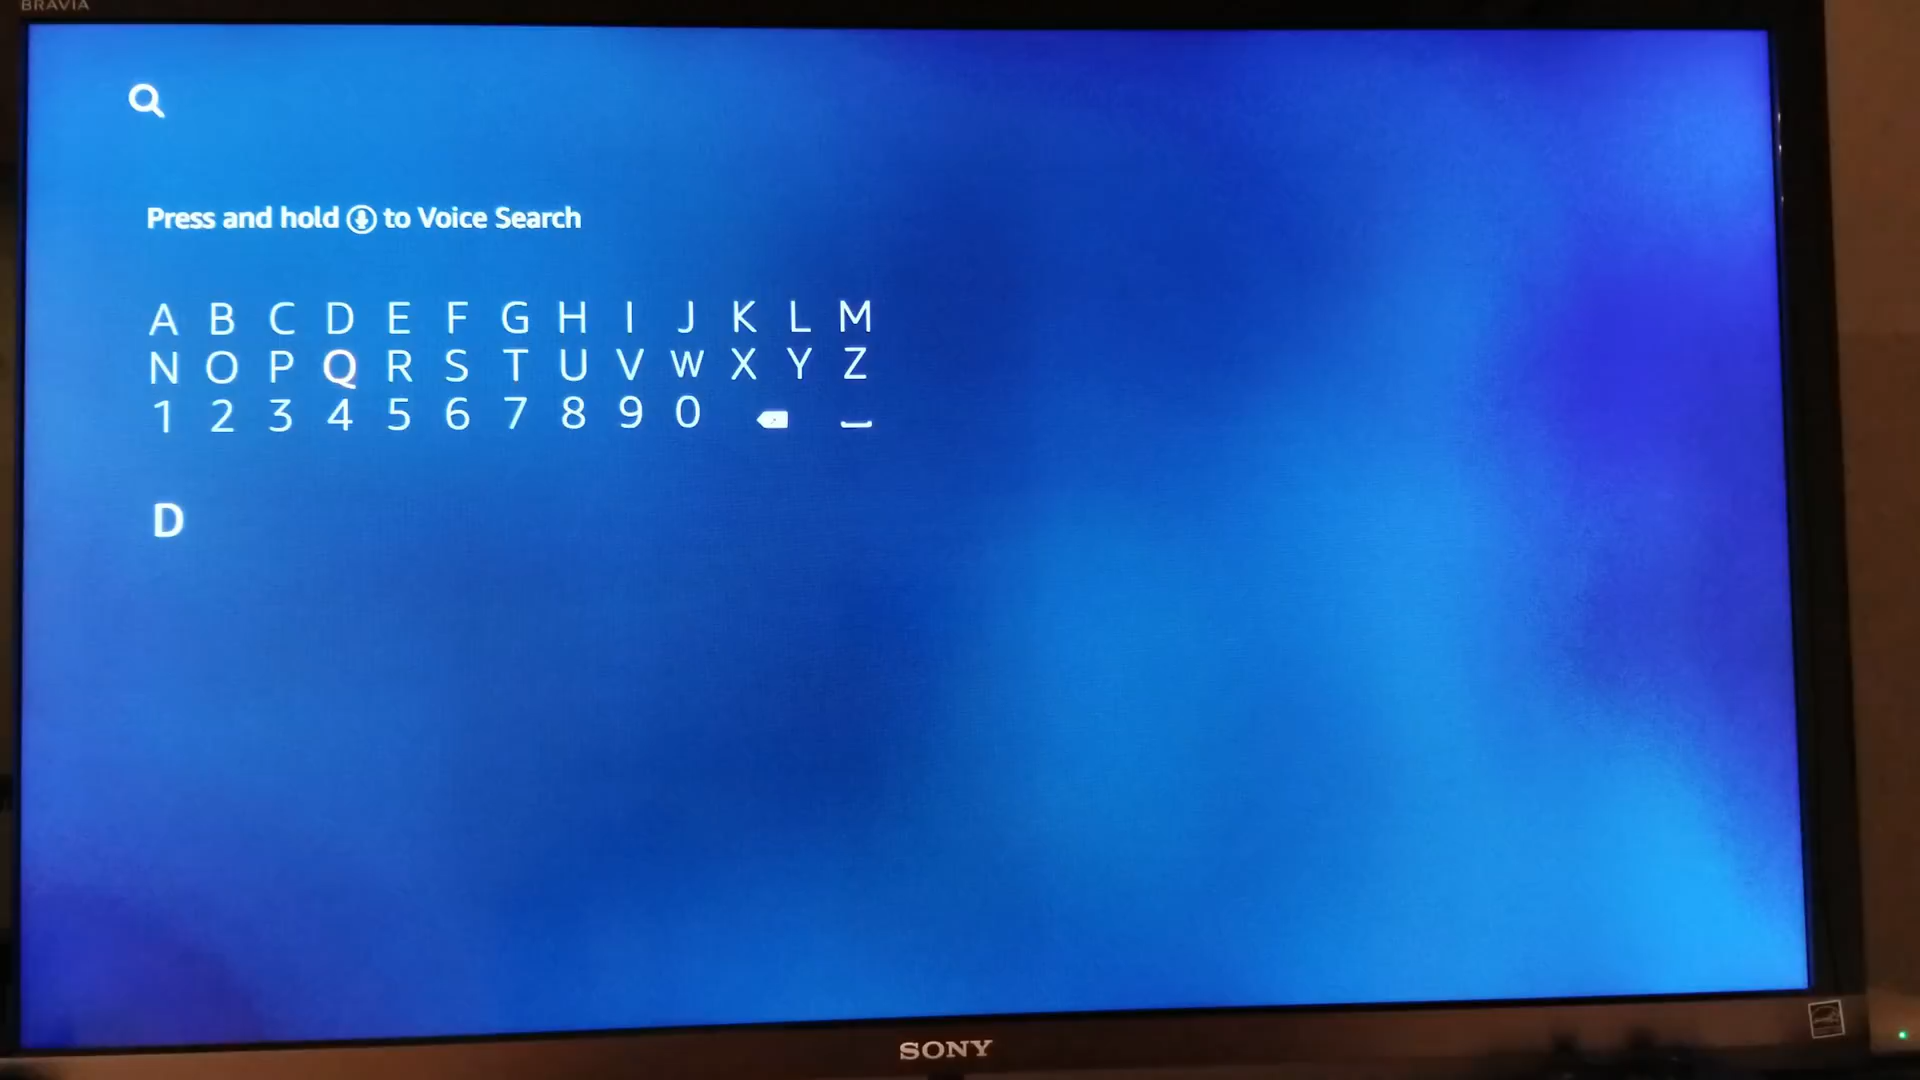 BRAVIA
Press and hold to Voice Search
A B C D E F G H I J K L M
N O P Q R S T U V W X Y Z
1 2 3 4 5 6 7 8 9 0
D
SONY